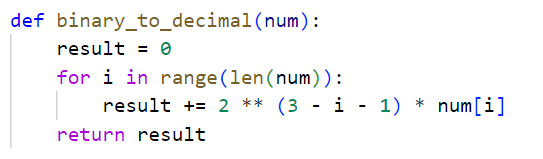 def binary_to_decimal(num):
    result = 0
    for i in range(len(num)):
        result += 2 ** (3 - i - 1) * num[i]
    return result